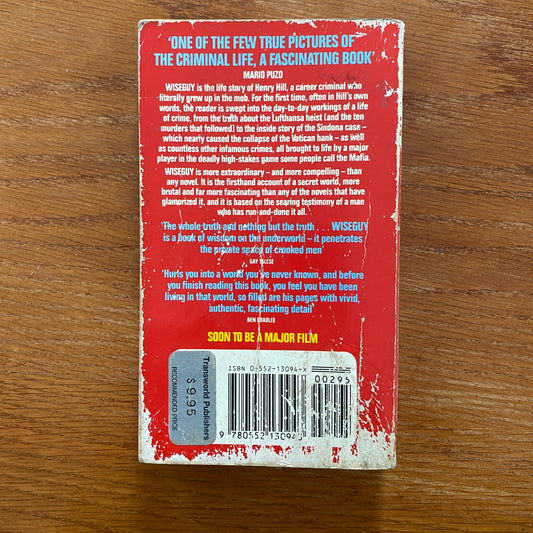 ‘ONE OF THE FEW TRUE PICTURES OF
THE CRIMINAL LIFE, A FASCINATING BOOK’
MARIO PUZO
WISEGUY is the life story of Henry Hill, a career criminal who
literally grew up in the mob. For the first time, often in Hill's own
words, the reader is swept into the day-to-day workings of a life
of crime, from the truth about the Lufthansa heist (and the ten
murders that followed) to the inside story of the Sindona case –
which nearly caused the collapse of the Vatican bank – as well
as countless other infamous crimes, all brought to life by a major
player in the deadly high-stakes game some people call the Mafia.
WISEGUY is more extraordinary – and more compelling – than
any novel. It is the firsthand account of a secret world, more
brutal and far more fascinating than any of the novels that have
glamorized it, and it is based on the searing testimony of a man
who has run and done it all.
‘The whole truth and nothing but the truth . . . WISEGUY
is a book of wisdom on the underworld – it penetrates
the private space of crooked men’
GAY TALESE
‘Hurls you into a world you've never known, and before
you finish reading this book, you feel you have been
living in that world, so filled are his pages with vivid,
authentic, fascinating detail’
BEN BRADLEE
SOON TO BE A MAJOR FILM
Transworld Publishers
$ 9.95
RECOMMENDED PRICE
ISBN 0-552-13094-X
00295
9 780552 13094